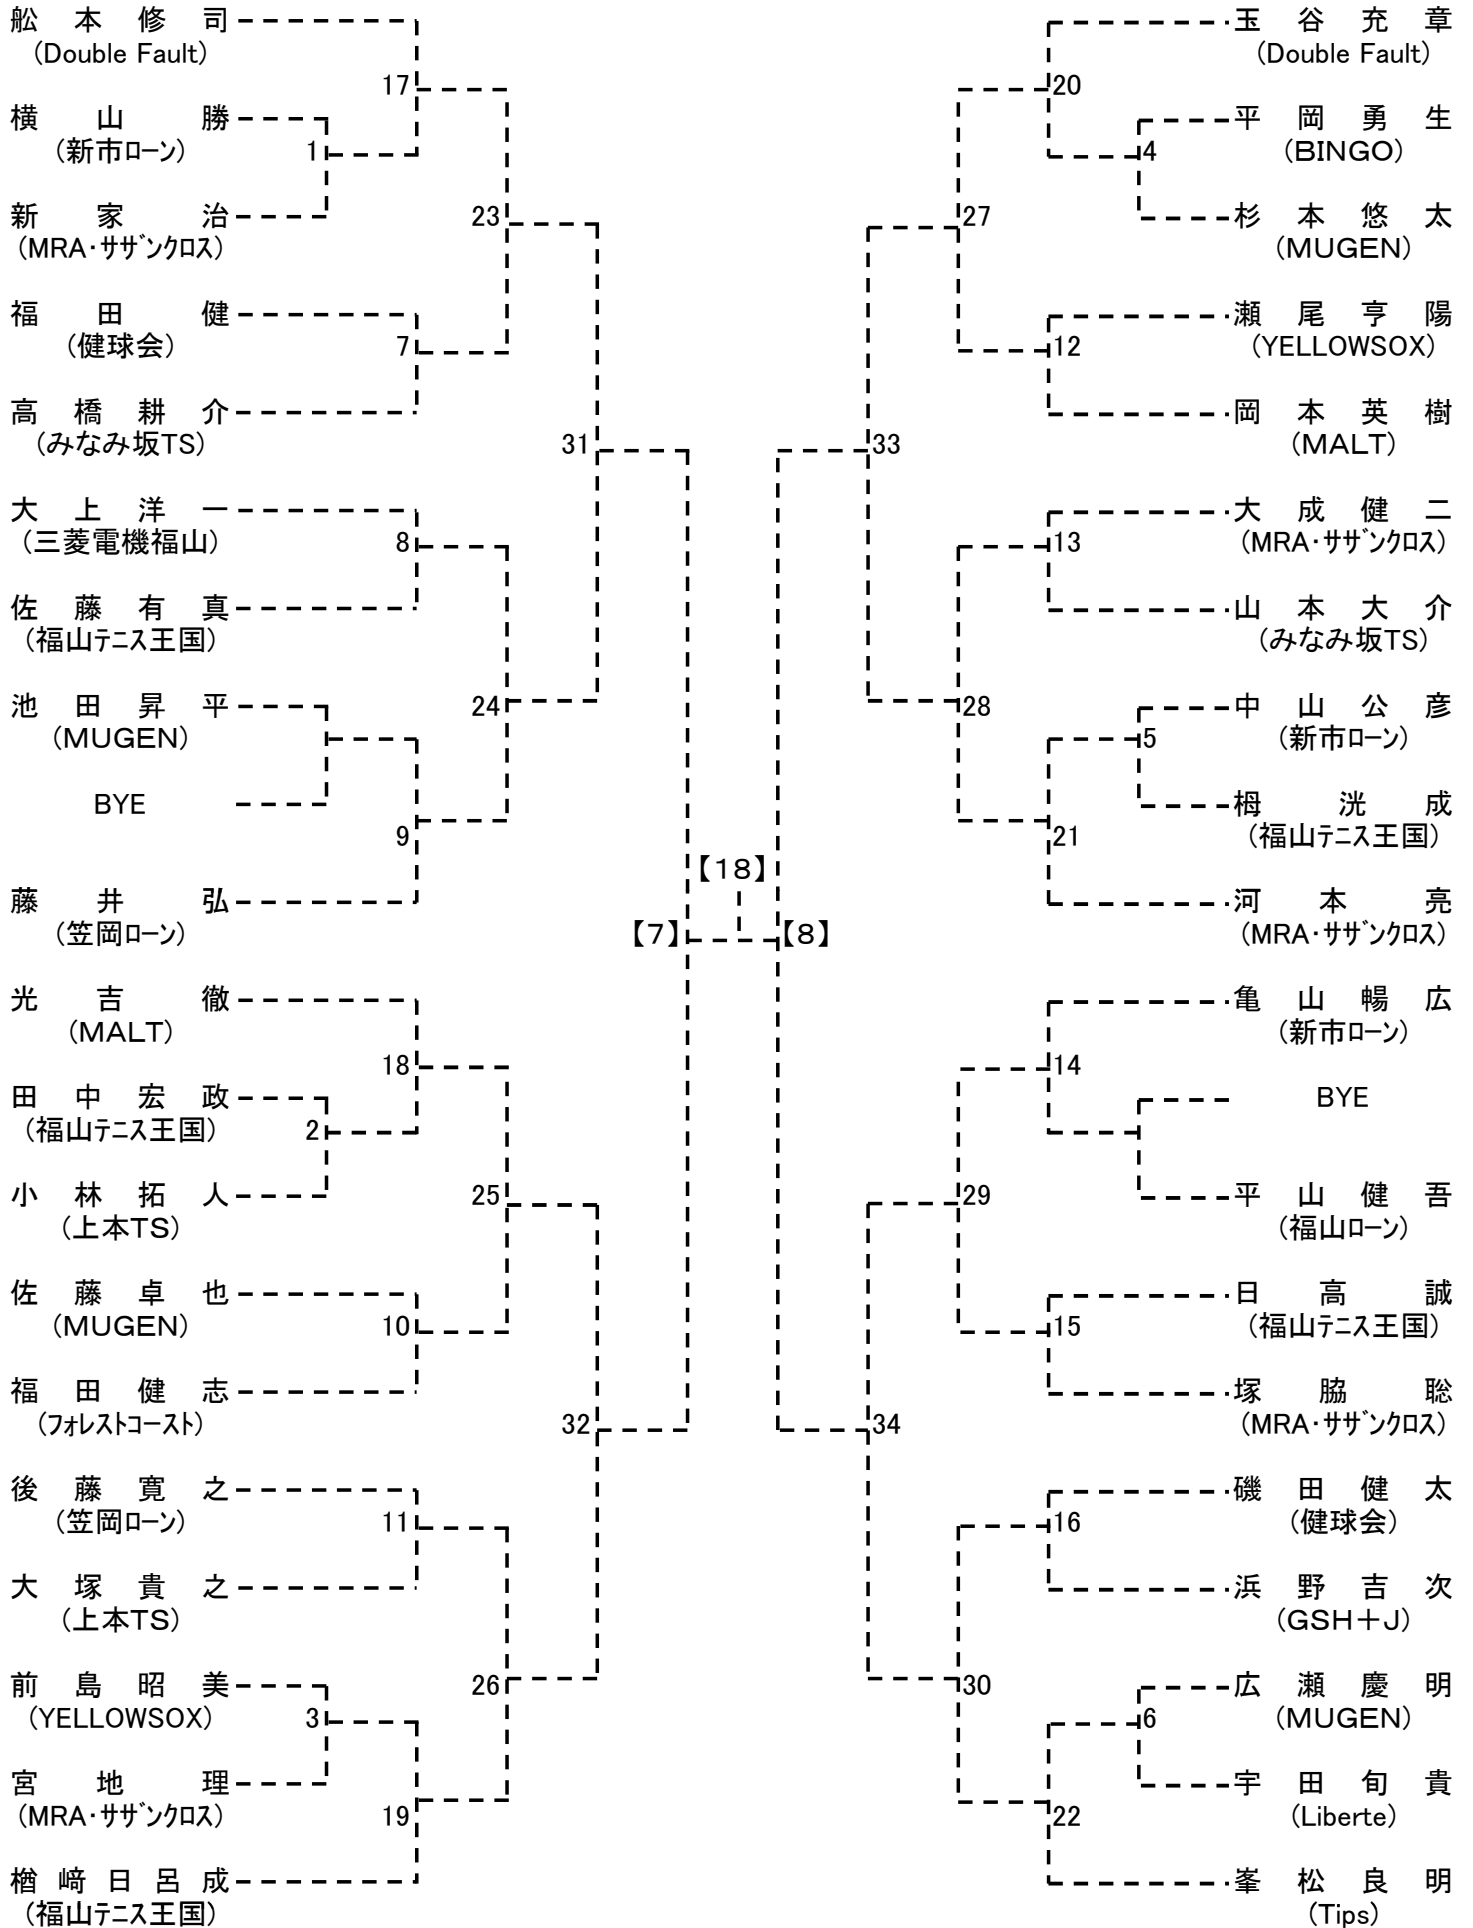 舩本修司
(Double Fault)
17
横山勝
(新市ローン)
1
新家治
(MRA・サザンクロス)
23
福田健
(健球会)
7
高橋耕介
(みなみ坂TS)
31
大上洋一
(三菱電機福山)
8
佐藤有真
(福山テニス王国)
池田昇平
(MUGEN)
24
BYE
9
藤井弘
(笠岡ローン)
【7】
光吉徹
(MALT)
18
田中宏政
(福山テニス王国)
2
小林拓人
(上本TS)
25
佐藤卓也
(MUGEN)
10
福田健志
(フォレストコースト)
32
後藤寛之
(笠岡ローン)
11
大塚貴之
(上本TS)
前島昭美
(YELLOWSOX)
26
3
宮地理
(MRA・サザンクロス)
19
楢﨑日呂成
(福山テニス王国)
【18】
玉谷充章
(Double Fault)
20
平岡勇生
(BINGO)
4
杉本悠太
(MUGEN)
27
瀬尾亨陽
(YELLOWSOX)
12
岡本英樹
(MALT)
33
大成健二
(MRA・サザンクロス)
13
山本大介
(みなみ坂TS)
中山公彦
(新市ローン)
28
5
栂洸成
(福山テニス王国)
21
河本亮
(MRA・サザンクロス)
【8】
亀山暢広
(新市ローン)
14
BYE
平山健吾
(福山ローン)
29
日高誠
(福山テニス王国)
15
塚脇聡
(MRA・サザンクロス)
34
磯田健太
(健球会)
16
浜野吉次
(GSH+J)
広瀬慶明
(MUGEN)
30
6
宇田旬貴
(Liberte)
22
峯松良明
(Tips)